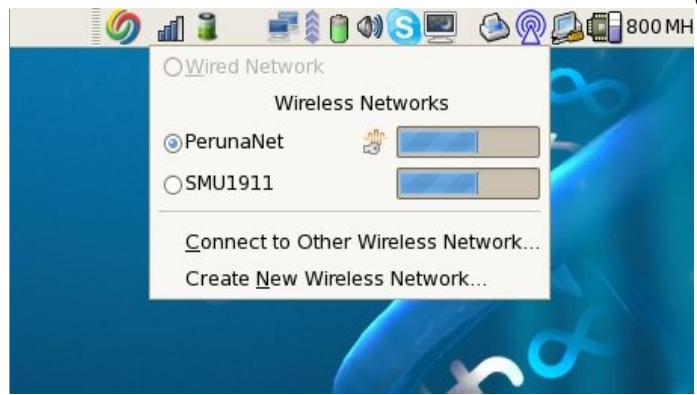 800 MH
Wired Network
Wireless Networks
PerunaNet
SMU1911
Connect to Other Wireless Network...
Create New Wireless Network...